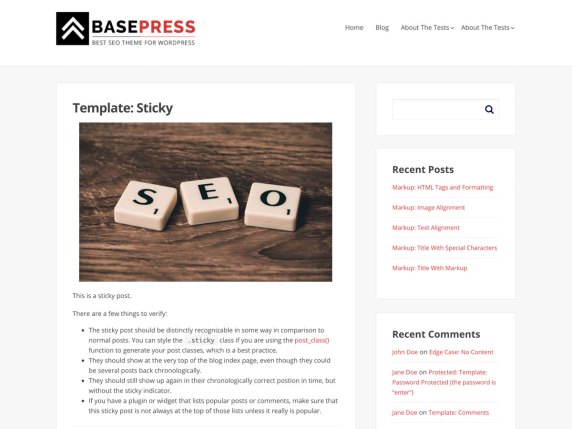 BASEPRESS
BEST SEO THEME FOR WORDPRESS
Home Blog About The Tests About The Tests
Template: Sticky
S E O
This is a sticky post.
There are a few things to verify:
The sticky post should be distinctly recognizable in some way in comparison to
normal posts. You can style the .sticky class if you are using the post_class()
function to generate your post classes, which is a best practice.
They should show at the very top of the blog index page, even though they could
be several posts back chronologically.
They should still show up again in their chronologically correct postion in time, but
without the sticky indicator.
If you have a plugin or widget that lists popular posts or comments, make sure that
this sticky post is not always at the top of those lists unless it really is popular.
Recent Posts
Markup: HTML Tags and Formatting
Markup: Image Alignment
Markup: Text Alignment
Markup: Title With Special Characters
Markup: Title With Markup
Recent Comments
John Doe on Edge Case: No Content
Jane Doe on Protected: Template:
Password Protected (the password is
“enter”)
Jane Doe on Template: Comments